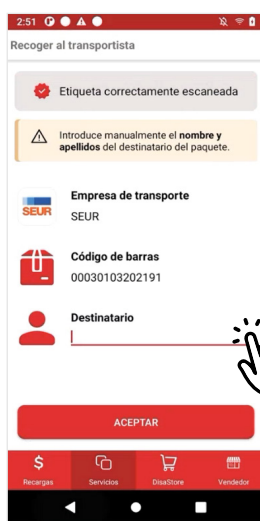 2:51
Recoger al transportista
Etiqueta correctamente escaneada
Introduce manualmente el nombre y
apellidos del destinatario del paquete.
Empresa de transporte
SEUR
SEUR
Código de barras
00030103202191
Destinatario
ACEPTAR
Recargas
Servicios
DisaStore
Vendedor